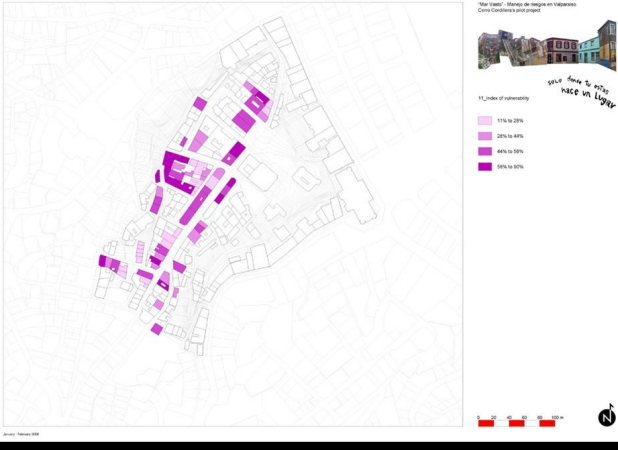 "Mar Vasto" - Manejo de riesgos en Valparaiso
Cerro Cordillera pilot project
solo donde tu estas
nace un Lugar
11_Index of vulnerability
11% to 28%
28% to 44%
44% to 58%
58% to 80%
0 20 40 60 80 100 m
N
January - February 2008